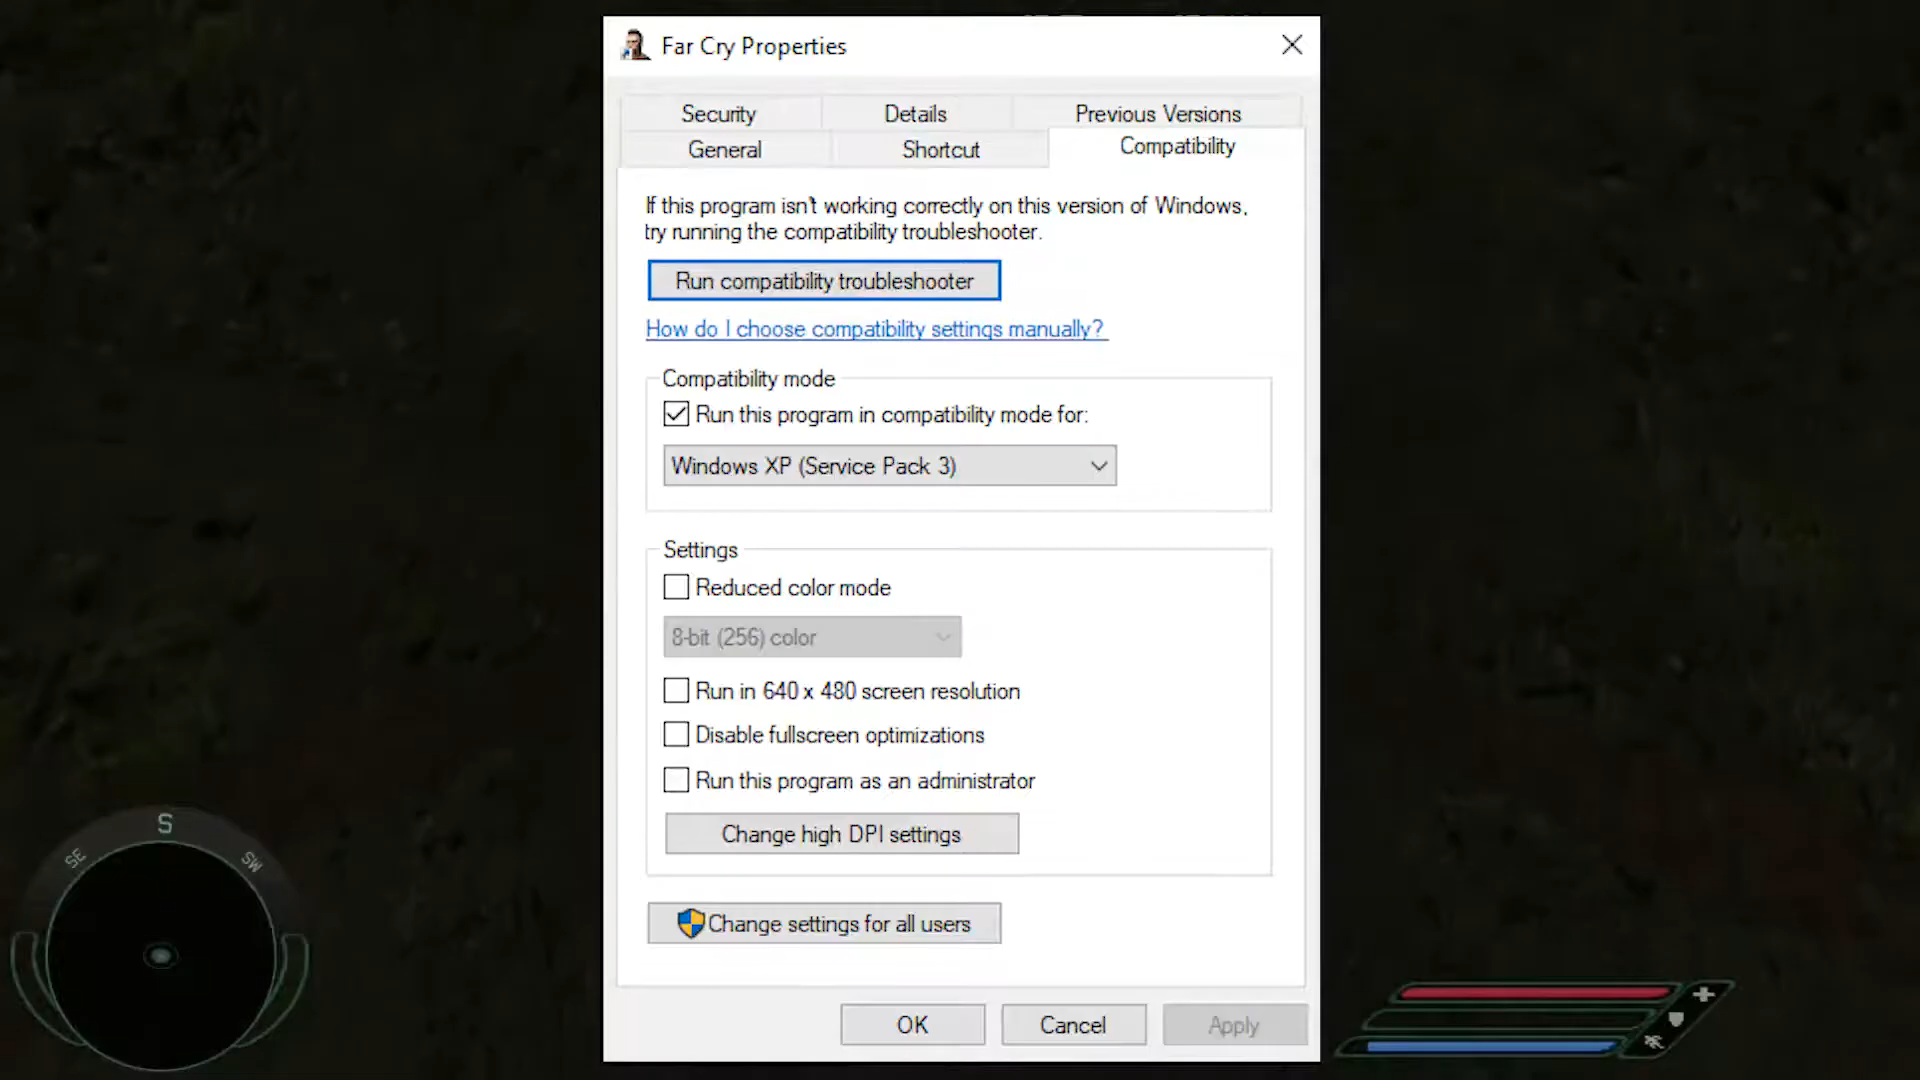 Far Cry Properties
Security
Details
Previous Versions
General
Shortcut
Compatibility
If this program isn't working correctly on this version of Windows,
try running the compatibility troubleshooter.
Run compatibility troubleshooter
How do I choose compatibility settings manually?
Compatibility mode
Run this program in compatibility mode for:
Windows XP (Service Pack 3)
Settings
Reduced color mode
8-bit (256) color
Run in 640 x 480 screen resolution
Disable fullscreen optimizations
Run this program as an administrator
Change high DPI settings
Change settings for all users
OK
Cancel
Apply
S
SE
SW